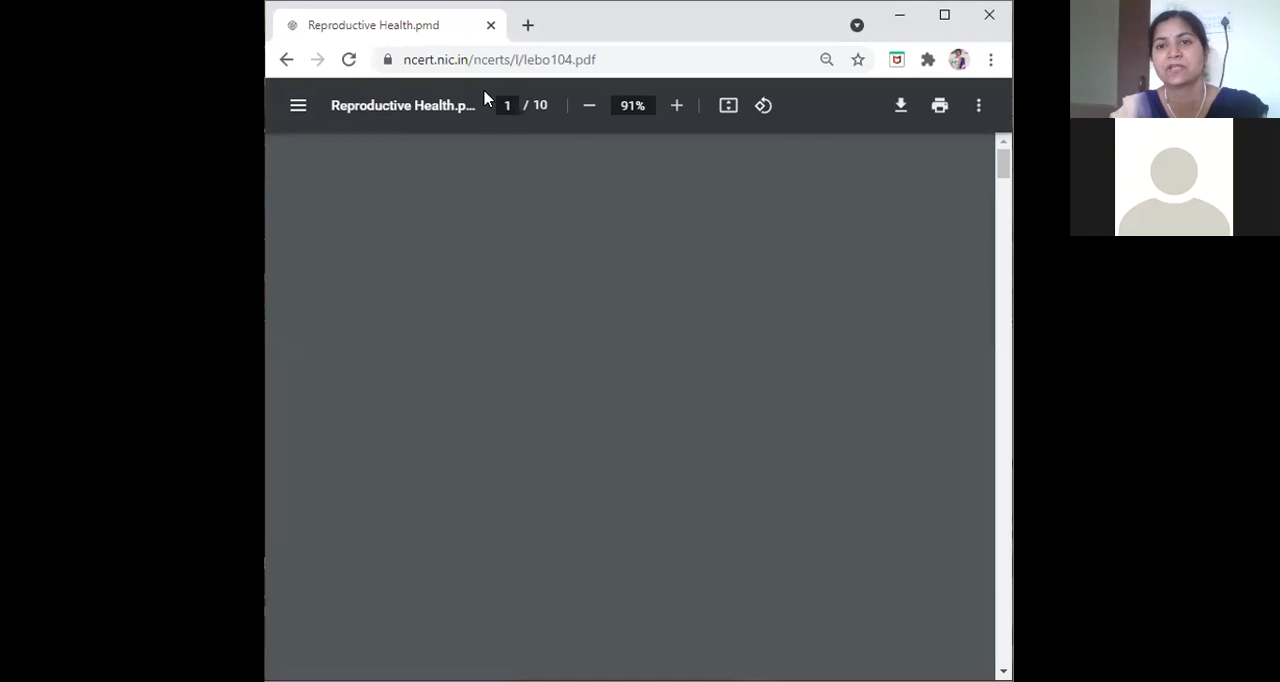 Reproductive Health.pmd
ncert.nic.in/ncerts/l/lebo104.pdf
Reproductive Health.p... 1 / 10 91%